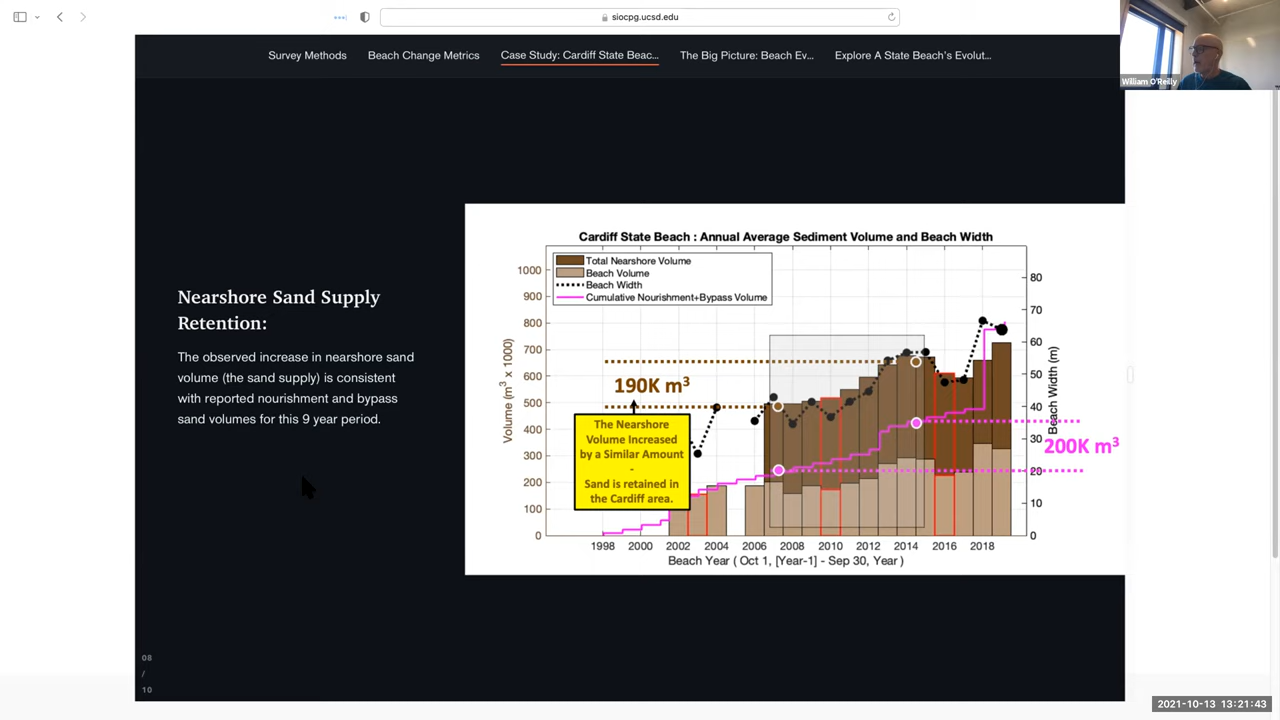 siocpg.ucsd.edu
Survey Methods
Beach Change Metrics
Case Study: Cardiff State Beac...
The Big Picture: Beach Ev...
Explore A State Beach's Evolut...
William O'Reilly
Nearshore Sand Supply
Retention:
The observed increase in nearshore sand
volume (the sand supply) is consistent
with reported nourishment and bypass
sand volumes for this 9 year period.
Cardiff State Beach : Annual Average Sediment Volume and Beach Width
Total Nearshore Volume
Beach Volume
Beach Width
Cumulative Nourishment+Bypass Volume
Volume (m³ x 1000)
1000
900
800
700
600
500
400
300
200
100
0
190K m³
The Nearshore
Volume Increased
by a Similar Amount
-
Sand is retained in
the Cardiff area.
80
70
60
50
40
30
20
10
0
Beach Width (m)
200K m³
1998 2000 2002 2004 2006 2008 2010 2012 2014 2016 2018
Beach Year ( Oct 1, [Year-1] - Sep 30, Year )
08
/
10
2021-10-13 13:21:43